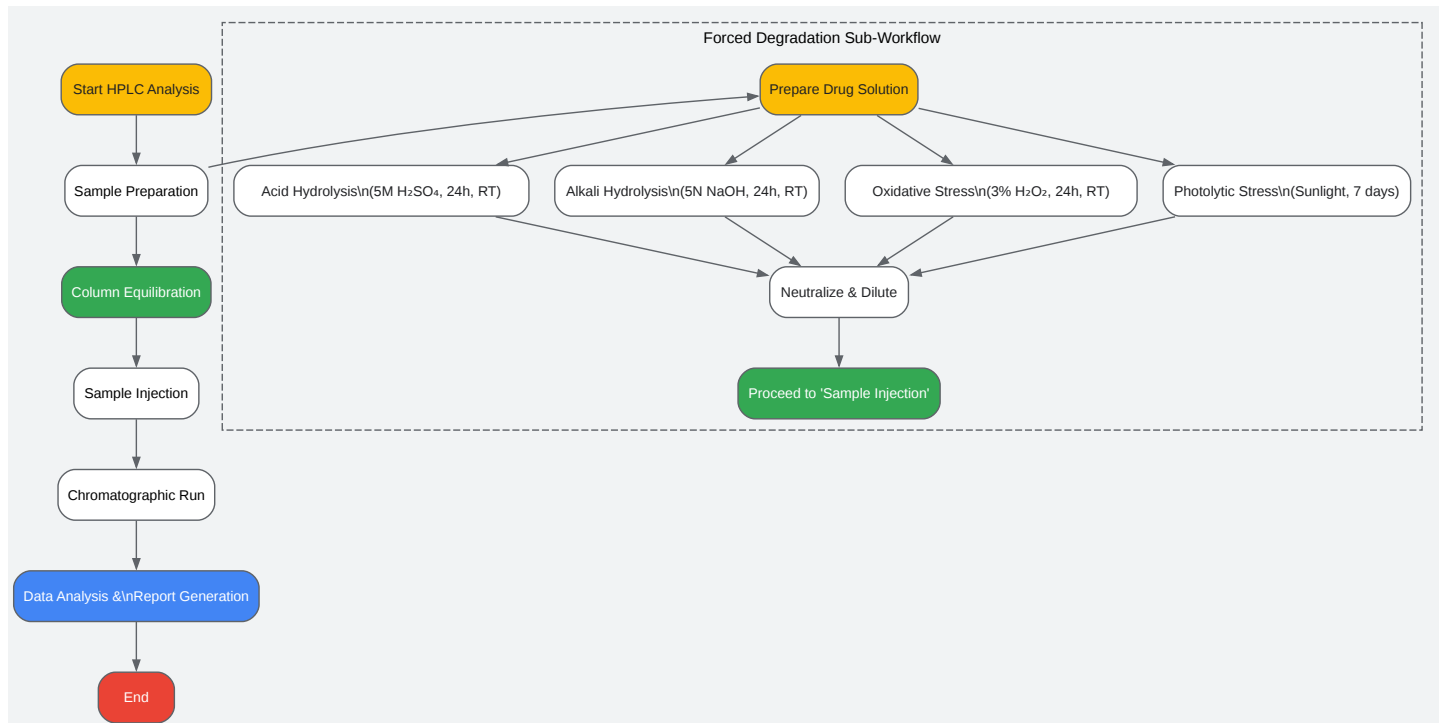 Forced Degradation Sub-Workflow
Start HPLC Analysis
Prepare Drug Solution
Sample Preparation
Acid Hydrolysis\n(5M H₂SO₄, 24h, RT)
Alkali Hydrolysis\n(5N NaOH, 24h, RT)
Oxidative Stress\n(3% H₂O₂, 24h, RT)
Photolytic Stress\n(Sunlight, 7 days)
Column Equilibration
Neutralize & Dilute
Sample Injection
Proceed to 'Sample Injection'
Chromatographic Run
Data Analysis &\nReport Generation
End